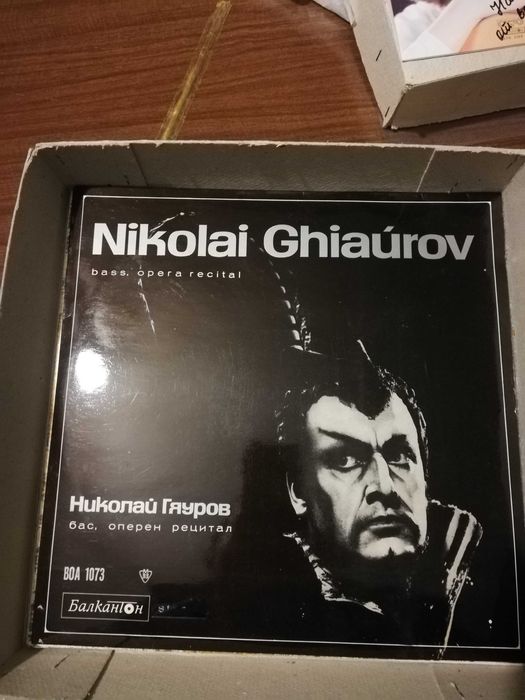 Nikolai Ghiaúrov
bass, opera recital
Николай Гяуров
бас, оперен рецитал
ВОА 1073
Балкантон